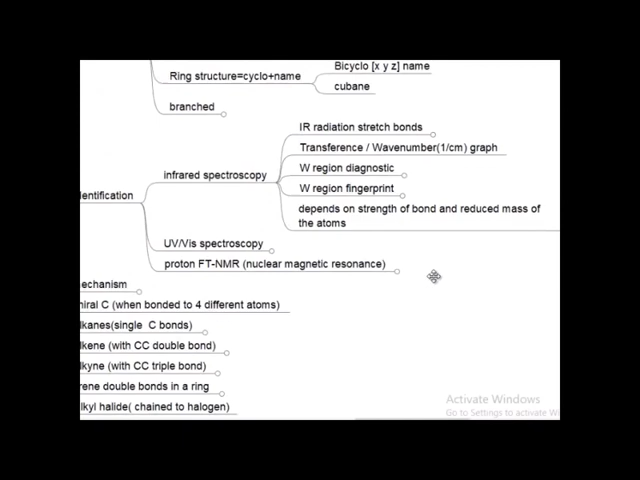 Bicyclo [x y z] name
Ring structure=cyclo+name
cubane
branched
IR radiation stretch bonds
Transference / Wavenumber(1/cm) graph
W region diagnostic
infrared spectroscopy
W region fingerprint
dentification
depends on strength of bond and reduced mass of
the atoms
UV/Vis spectroscopy
proton FT-NMR (nuclear magnetic resonance)
echanism
iral C (when bonded to 4 different atoms)
lkanes(single C bonds)
lkene (with CC double bond)
lkyne (with CC triple bond)
rene double bonds in a ring
lkyl halide( chained to halogen)
Activate Windows
Go to Settings to activate Wi